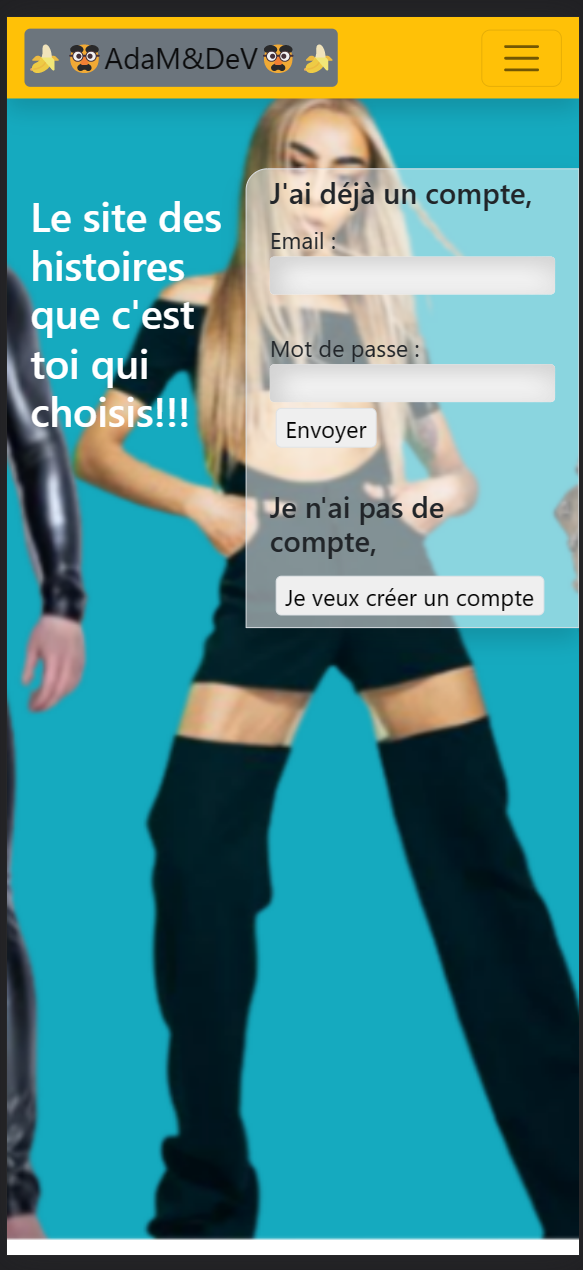 🍌🥸AdaM&DeV🥸🍌
Le site des
histoires
que c'est
toi qui
choisis!!!
J'ai déjà un compte,
Email :
Mot de passe :
Envoyer
Je n'ai pas de
compte,
Je veux créer un compte